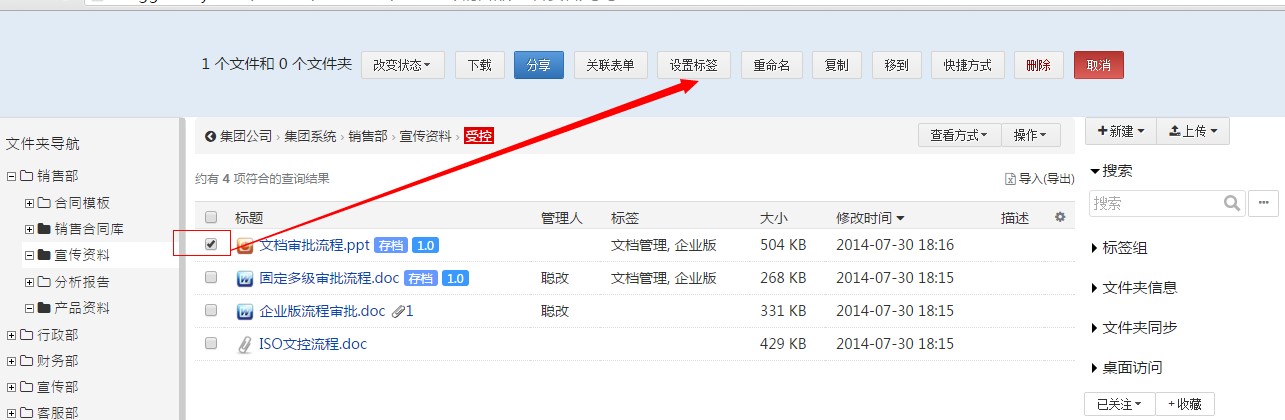 1 个文件和 0 个文件夹 改变状态 下载 分享 关联表单 设置标签 重命名 复制 移到 快捷方式 删除 取消
文件夹导航
销售部
合同模板
销售合同库
宣传资料
分析报告
产品资料
行政部
财务部
宣传部
客服部
集团公司 › 集团系统 › 销售部 › 宣传资料 › 受控 查看方式 操作
约有 4 项符合的查询结果 导入(导出)
标题 管理人 标签 大小 修改时间 描述
文档审批流程.ppt 存档 1.0 文档管理, 企业版 504 KB 2014-07-30 18:16
固定多级审批流程.doc 存档 1.0 聪改 文档管理, 企业版 268 KB 2014-07-30 18:15
企业版流程审批.doc 1 聪改 331 KB 2014-07-30 18:15
ISO文控流程.doc 429 KB 2014-07-30 18:15
+新建 上传
搜索
搜索 ...
标签组
文件夹信息
文件夹同步
桌面访问
已关注 +收藏